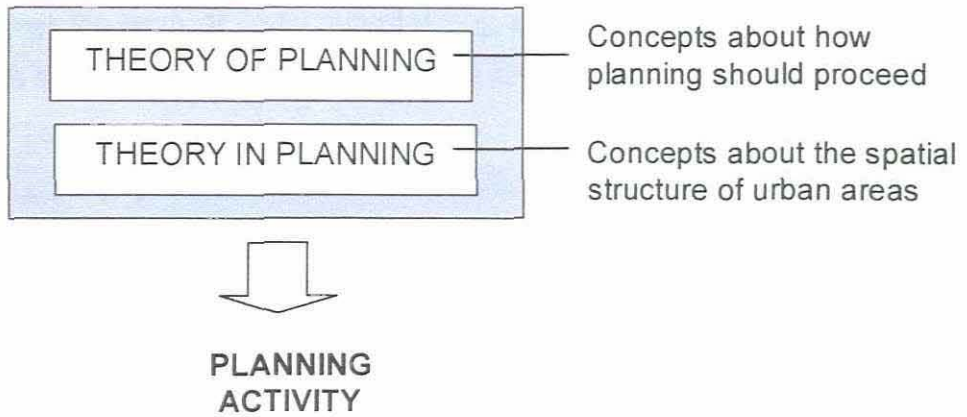 THEORY OF PLANNING
Concepts about how
planning should proceed
THEORY IN PLANNING
Concepts about the spatial
structure of urban areas
PLANNING
ACTIVITY